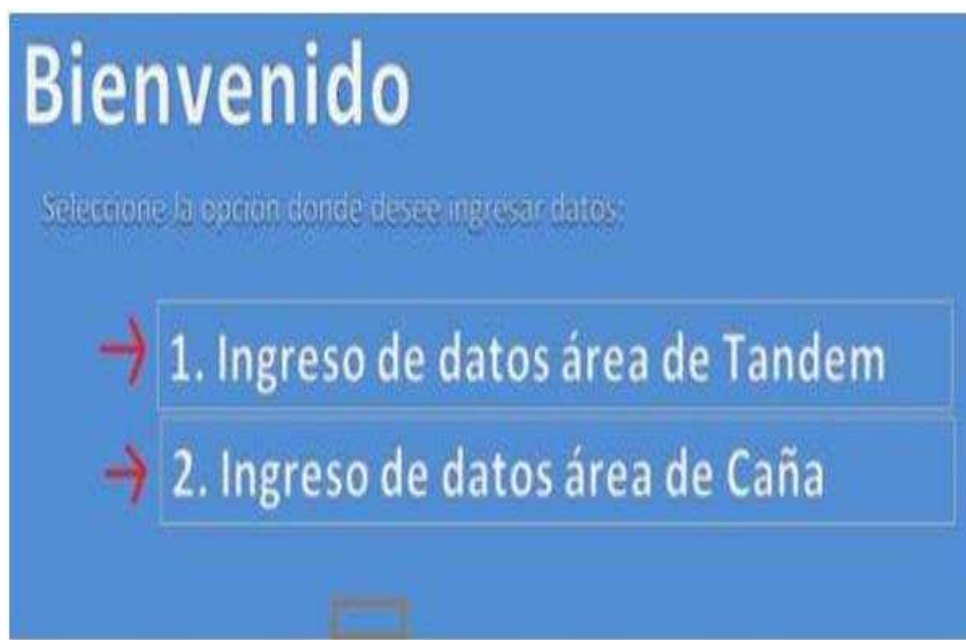 Bienvenido
Seleccione la opción donde desee ingresar datos:
1. Ingreso de datos área de Tandem
2. Ingreso de datos área de Caña